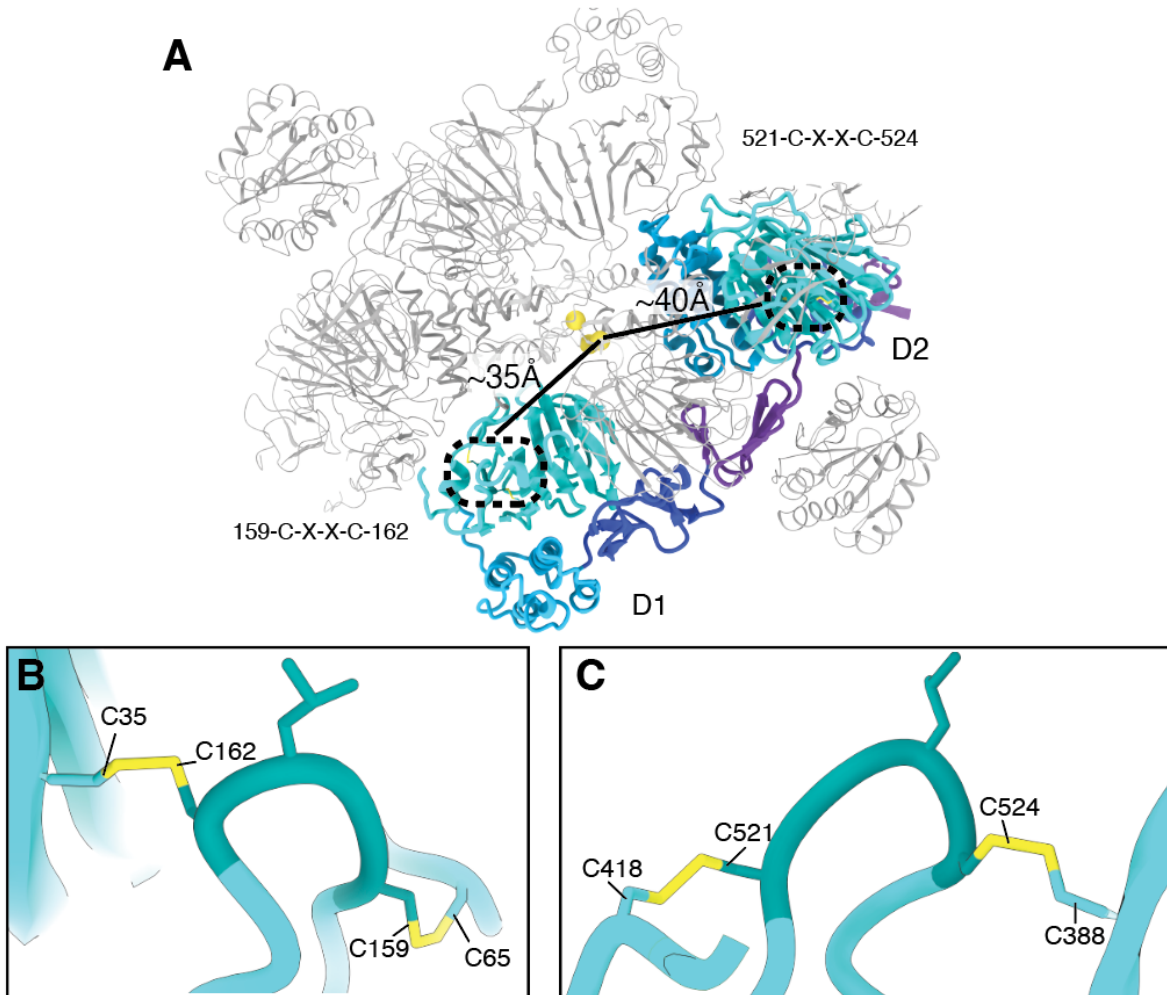 A
521-C-X-X-C-524
~40Å
D2
~35Å
159-C-X-X-C-162
D1
B
C35
C162
C159
C65
C
C524
C521
C418
C388